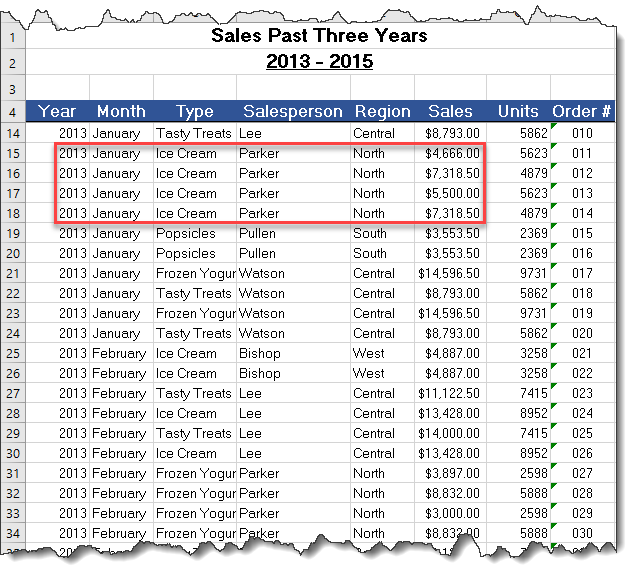 1 Sales Past Three Years
2 2013 - 2015
3
4 Year Month Type Salesperson Region Sales Units Order #
14 2013 January Tasty Treats Lee Central $8,793.00 5862 010
15 2013 January Ice Cream Parker North $4,666.00 5623 011
16 2013 January Ice Cream Parker North $7,318.50 4879 012
17 2013 January Ice Cream Parker North $5,500.00 5623 013
18 2013 January Ice Cream Parker North $7,318.50 4879 014
19 2013 January Popsicles Pullen South $3,553.50 2369 015
20 2013 January Popsicles Pullen South $3,553.50 2369 016
21 2013 January Frozen Yogur Watson Central $14,596.50 9731 017
22 2013 January Tasty Treats Watson Central $8,793.00 5862 018
23 2013 January Frozen Yogur Watson Central $14,596.50 9731 019
24 2013 January Tasty Treats Watson Central $8,793.00 5862 020
25 2013 February Ice Cream Bishop West $4,887.00 3258 021
26 2013 February Ice Cream Bishop West $4,887.00 3258 022
27 2013 February Tasty Treats Lee Central $11,122.50 7415 023
28 2013 February Ice Cream Lee Central $13,428.00 8952 024
29 2013 February Tasty Treats Lee Central $14,000.00 7415 025
30 2013 February Ice Cream Lee Central $13,428.00 8952 026
31 2013 February Frozen Yogur Parker North $3,897.00 2598 027
32 2013 February Frozen Yogur Parker North $8,832.00 5888 028
33 2013 February Frozen Yogur Parker North $3,000.00 2598 029
34 2013 February Frozen Yogur Parker North $8,832.00 5888 030